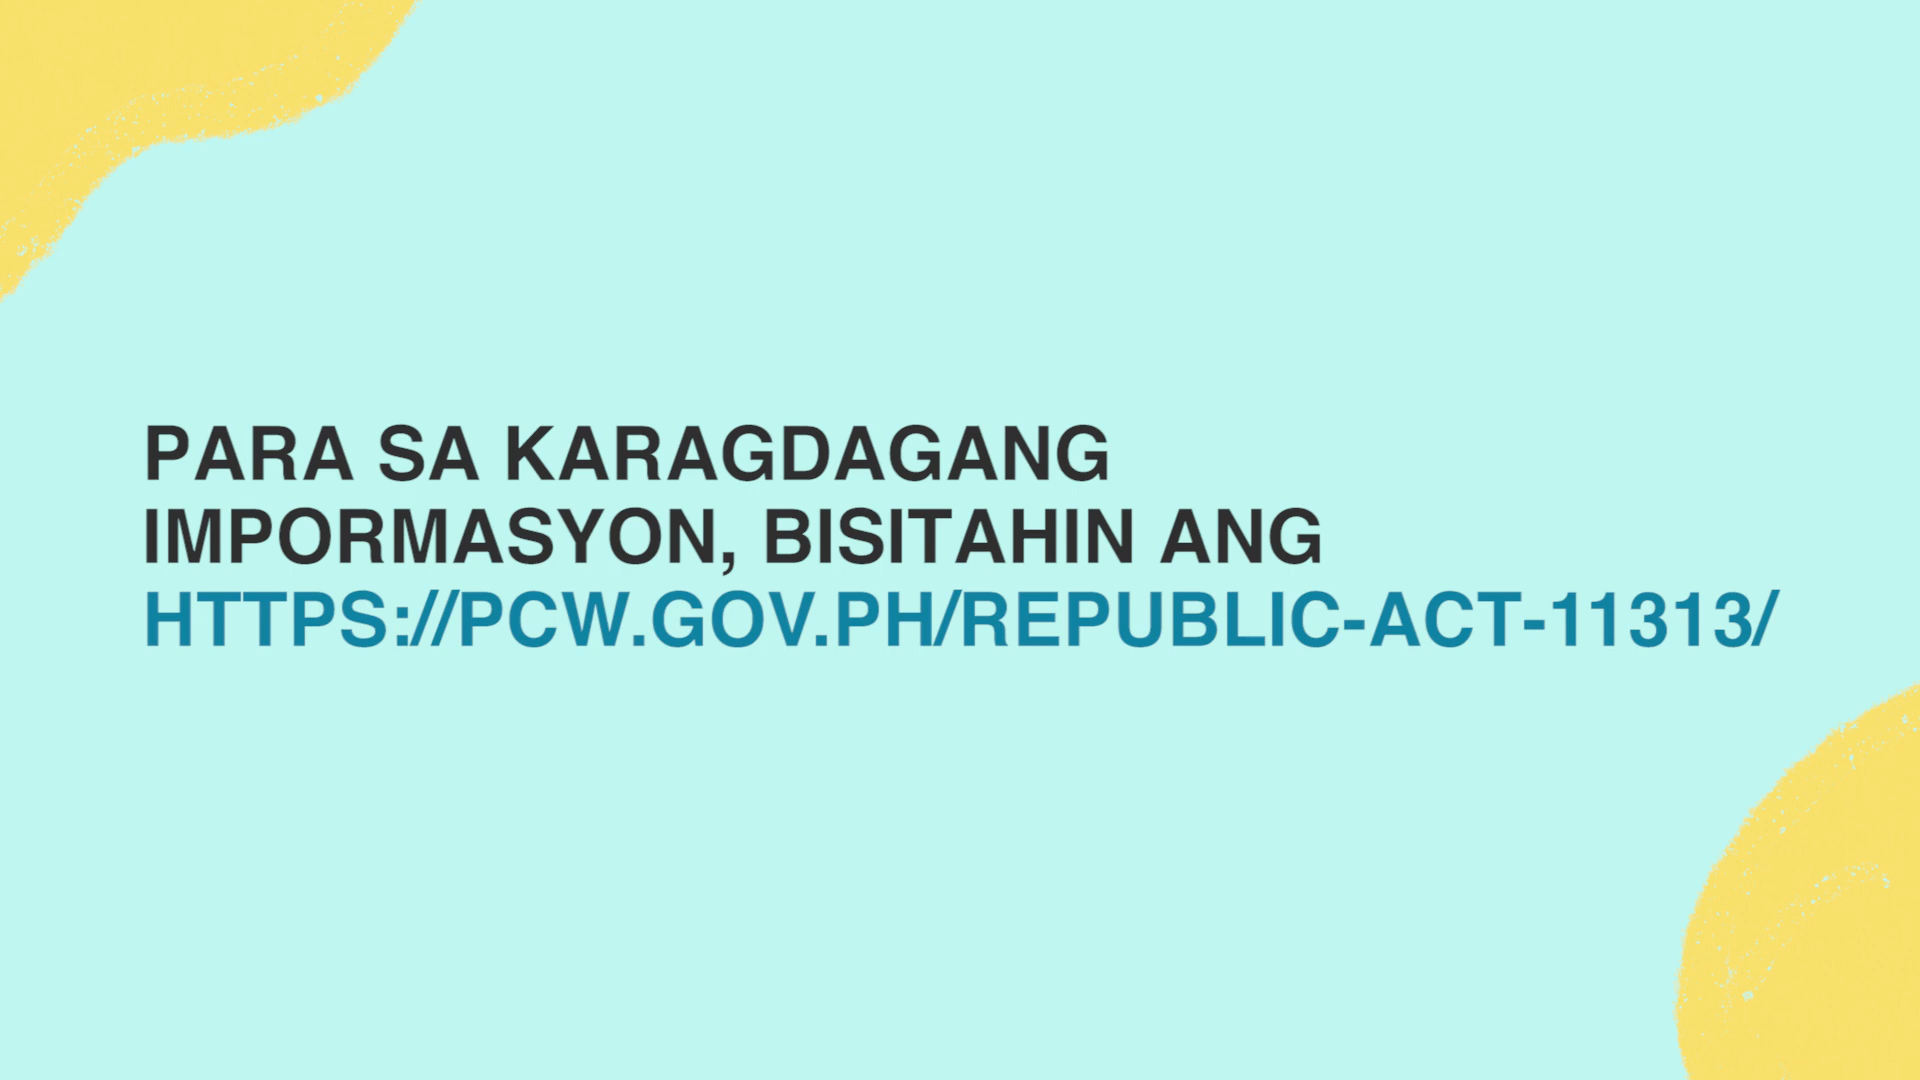 PARA SA KARAGDAGANG
IMPORMASYON, BISITAHIN ANG
HTTPS://PCW.GOV.PH/REPUBLIC-ACT-11313/